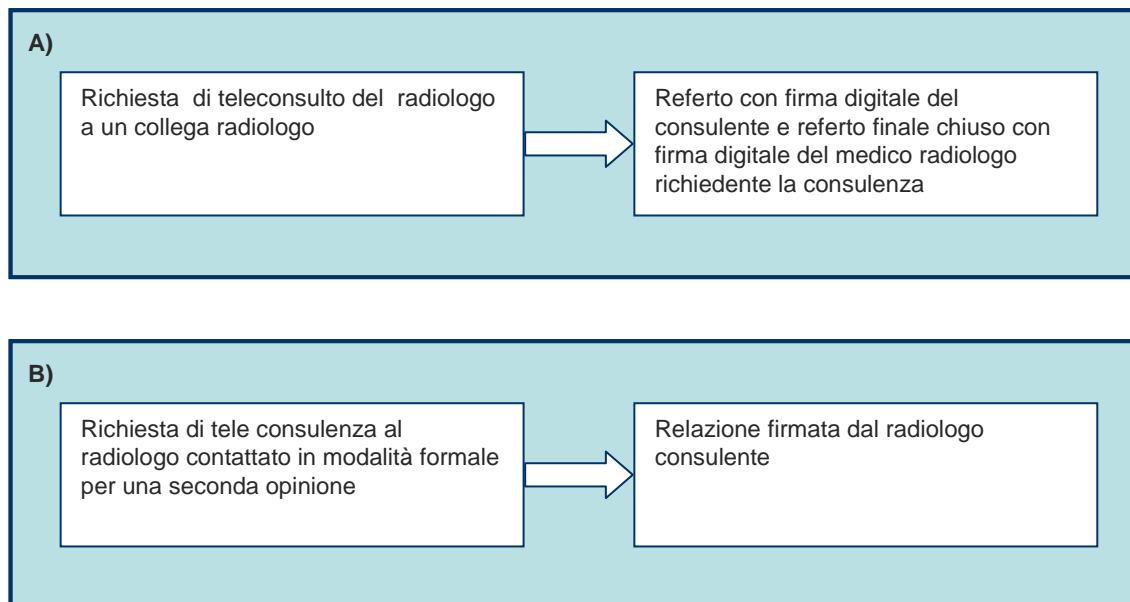 A)
Richiesta di teleconsulto del radiologo
a un collega radiologo
Referto con firma digitale del
consulente e referto finale chiuso con
firma digitale del medico radiologo
richiedente la consulenza
B)
Richiesta di tele consulenza al
radiologo contattato in modalità formale
per una seconda opinione
Relazione firmata dal radiologo
consulente